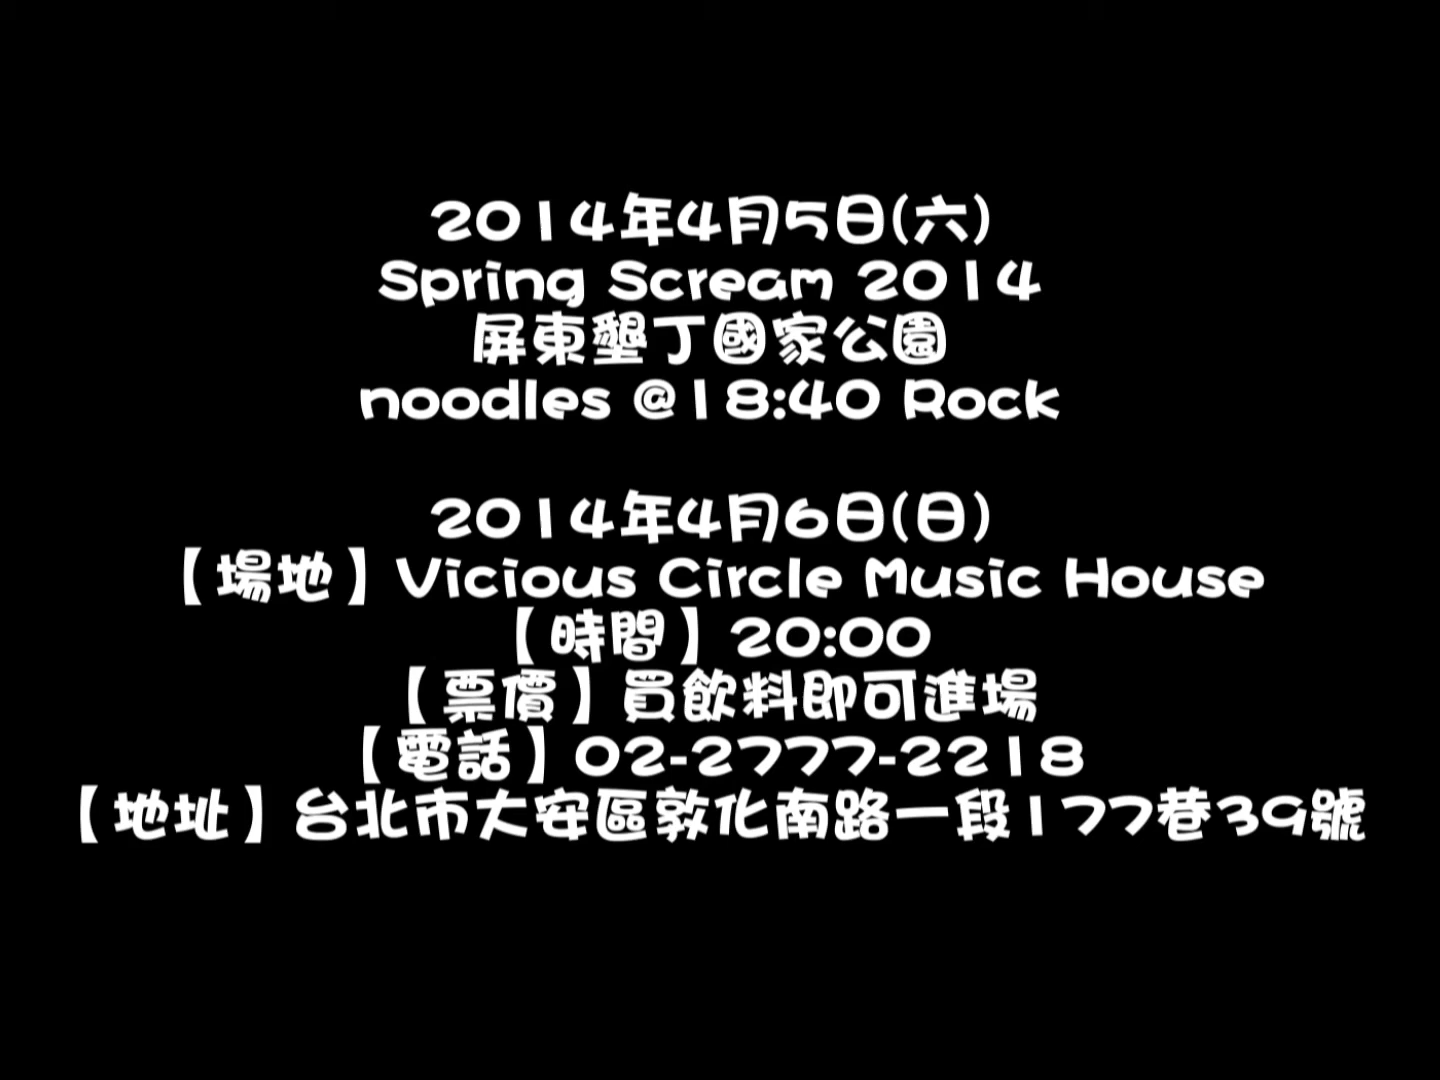 2014年4月5日(六)
Spring Scream 2014
屏東墾丁國家公園
noodles @18:40 Rock
2014年4月6日(日)
【場地】Vicious Circle Music House
【時間】20:00
【票價】買飲料即可進場
【電話】02-2777-2218
【地址】台北市大安區敦化南路一段177巷39號